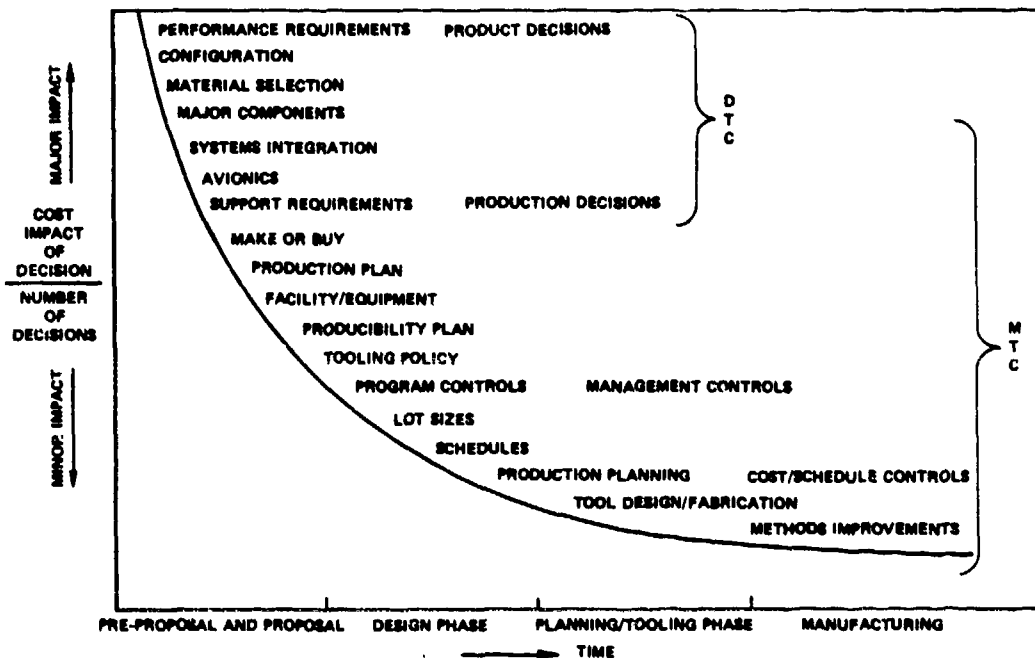 PERFORMANCE REQUIREMENTS PRODUCT DECISIONS
CONFIGURATION
MATERIAL SELECTION
MAJOR COMPONENTS
SYSTEMS INTEGRATION
AVIONICS
SUPPORT REQUIREMENTS PRODUCTION DECISIONS
MAKE OR BUY
PRODUCTION PLAN
FACILITY/EQUIPMENT
PRODUCIBILITY PLAN
TOOLING POLICY
PROGRAM CONTROLS MANAGEMENT CONTROLS
LOT SIZES
SCHEDULES
PRODUCTION PLANNING COST/SCHEDULE CONTROLS
TOOL DESIGN/FABRICATION
METHODS IMPROVEMENTS
DTC
MTC
MAJOR IMPACT
COST
IMPACT
OF
DECISION
NUMBER
OF
DECISIONS
MINOR IMPACT
PRE-PROPOSAL AND PROPOSAL DESIGN PHASE PLANNING/TOOLING PHASE MANUFACTURING
TIME